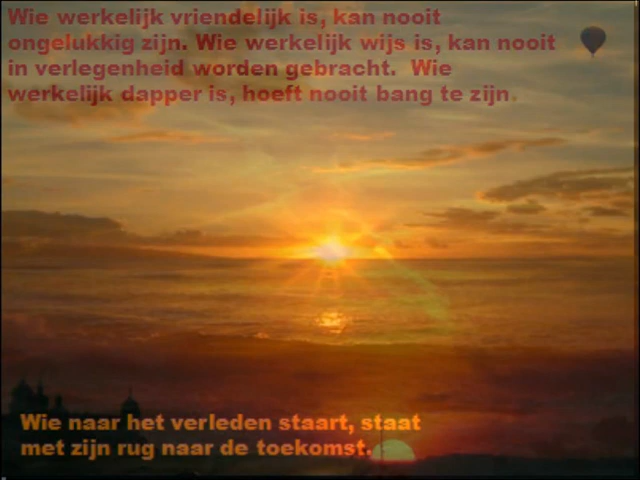 Wie werkelijk vriendelijk is, kan nooit
ongelukkig zijn. Wie werkelijk wijs is, kan nooit
in verlegenheid worden gebracht.  Wie
werkelijk dapper is, hoeft nooit bang te zijn.
Wie naar het verleden staart, staat
met zijn rug naar de toekomst.